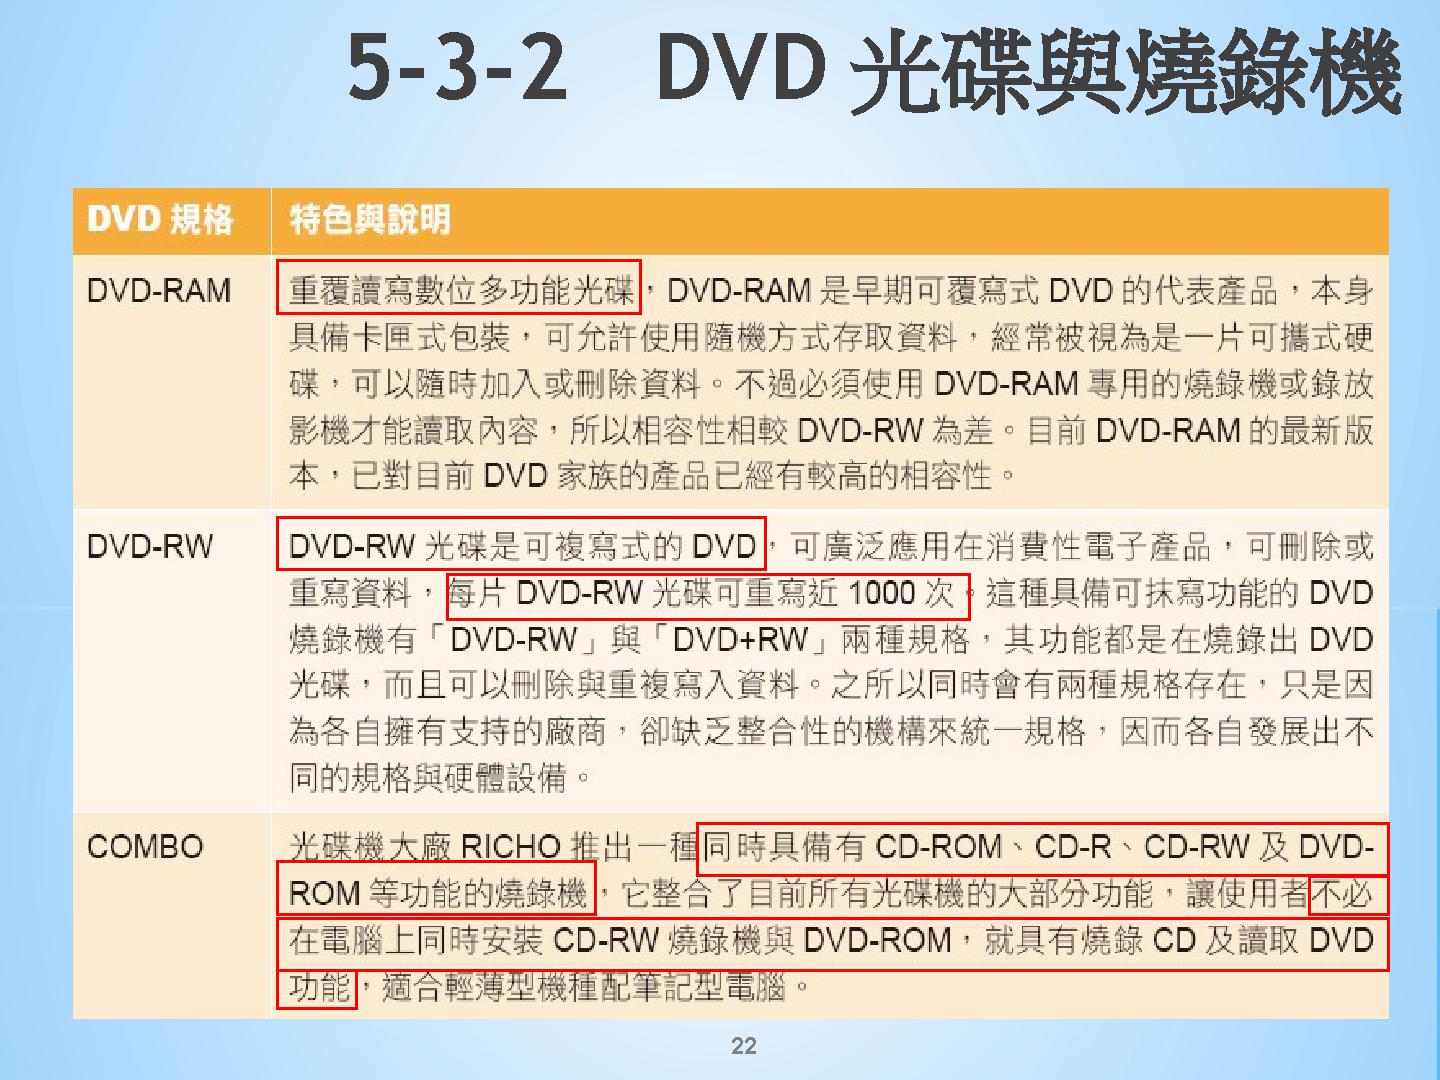 5-3-2 DVD光碟與燒錄機
DVD 規格
特色與說明
DVD-RAM
重覆讀寫數位多功能光碟，DVD-RAM 是早期可覆寫式 DVD 的代表產品，本身
具備卡匣式包裝，可允許使用隨機方式存取資料，經常被視為是一片可攜式硬
碟，可以隨時加入或刪除資料。不過必須使用 DVD-RAM 專用的燒錄機或錄放
影機才能讀取內容，所以相容性相較 DVD-RW 為差。目前 DVD-RAM 的最新版
本，已對目前 DVD 家族的產品已經有較高的相容性。
DVD-RW
DVD-RW 光碟是可複寫式的 DVD，可廣泛應用在消費性電子產品，可刪除或
重寫資料，每片 DVD-RW 光碟可重寫近 1000 次。這種具備可抹寫功能的 DVD
燒錄機有「DVD-RW」與「DVD+RW」兩種規格，其功能都是在燒錄出 DVD
光碟，而且可以刪除與重複寫入資料。之所以同時會有兩種規格存在，只是因
為各自擁有支持的廠商，卻缺乏整合性的機構來統一規格，因而各自發展出不
同的規格與硬體設備。
COMBO
光碟機大廠 RICHO 推出一種同時具備有 CD-ROM、CD-R、CD-RW 及 DVD-
ROM 等功能的燒錄機，它整合了目前所有光碟機的大部分功能，讓使用者不必
在電腦上同時安裝 CD-RW 燒錄機與 DVD-ROM，就具有燒錄 CD 及讀取 DVD
功能，適合輕薄型機種配筆記型電腦。
22